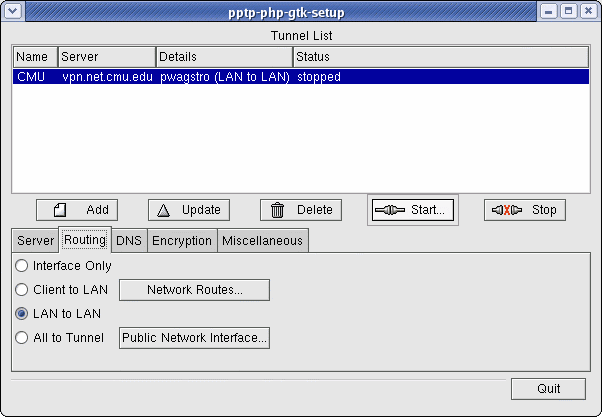 pptp-php-gtk-setup
Tunnel List
Name Server Details Status
CMU vpn.net.cmu.edu pwagstro (LAN to LAN) stopped
Add Update Delete Start... Stop
Server Routing DNS Encryption Miscellaneous
Interface Only
Client to LAN Network Routes...
LAN to LAN
All to Tunnel Public Network Interface...
Quit